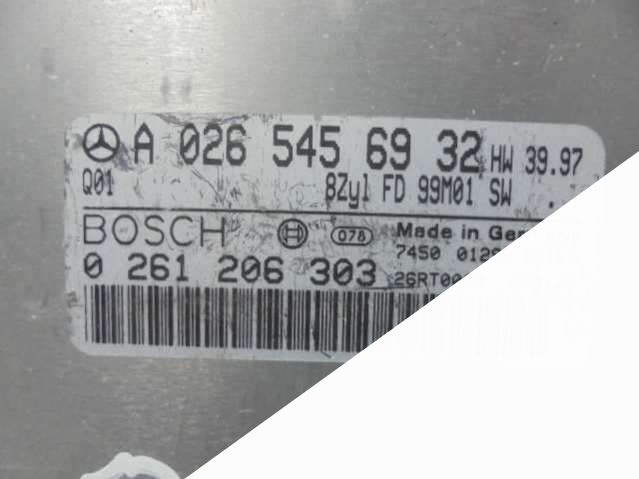 A 026 545 69 32 HW 39.97
Q01 8Zyl FD 99M01 SW
BOSCH 078 Made in
0 261 206 303 7450